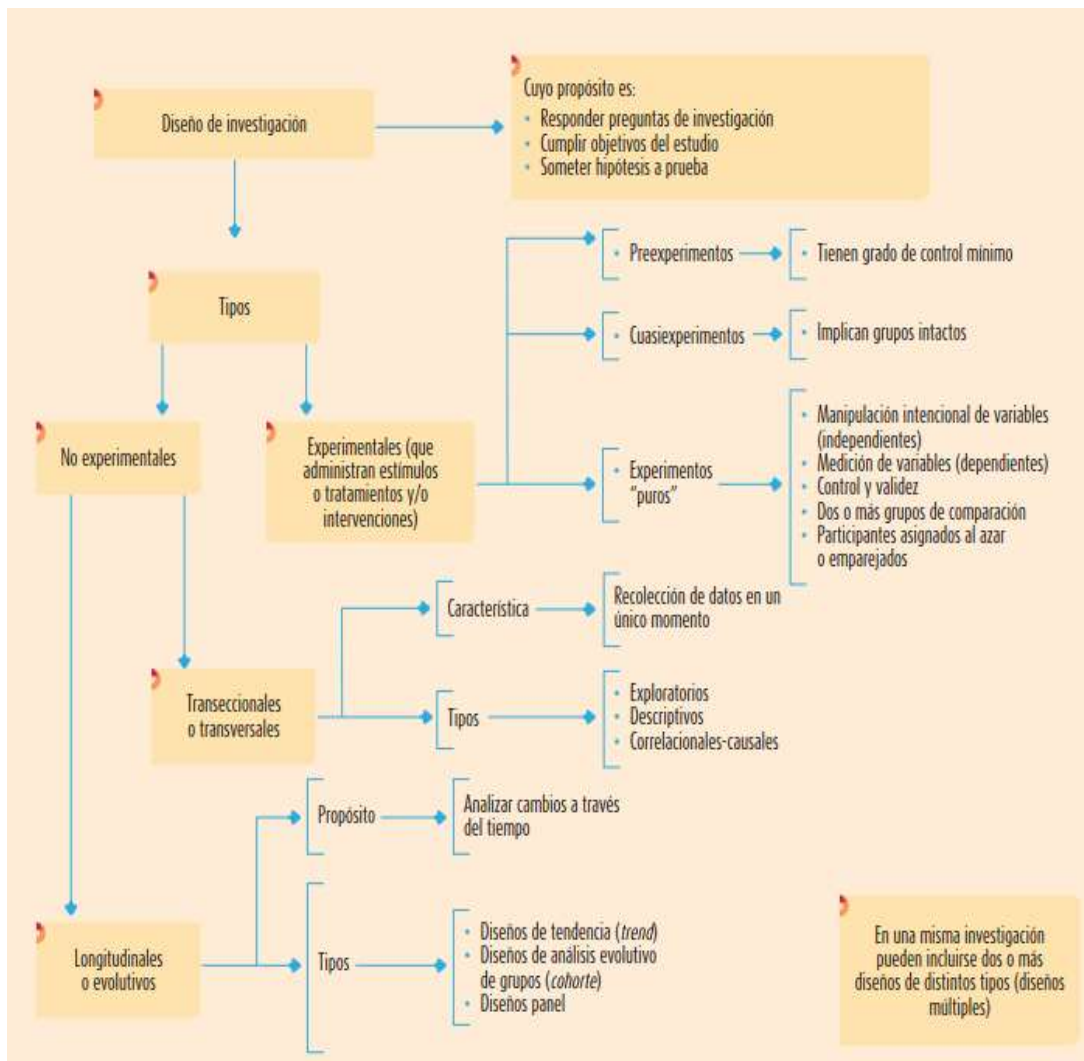 Diseño de investigación
Cuyo propósito es:
• Responder preguntas de investigación
• Cumplir objetivos del estudio
• Someter hipótesis a prueba
Tipos
No experimentales
Experimentales (que
administran estímulos
o tratamientos y/o
intervenciones)
• Preexperimentos
• Tienen grado de control mínimo
• Cuasiexperimentos
• Implican grupos intactos
• Experimentos
"puros"
• Manipulación intencional de variables
(independientes)
• Medición de variables (dependientes)
• Control y validez
• Dos o más grupos de comparación
• Participantes asignados al azar
o emparejados
Transeccionales
o transversales
Característica
Recolección de datos en un
único momento
Tipos
• Exploratorios
• Descriptivos
• Correlacionales-causales
Longitudinales
o evolutivos
Propósito
Analizar cambios a través
del tiempo
Tipos
• Diseños de tendencia (trend)
• Diseños de análisis evolutivo
de grupos (cohorte)
• Diseños panel
En una misma investigación
pueden incluirse dos o más
diseños de distintos tipos (diseños
múltiples)